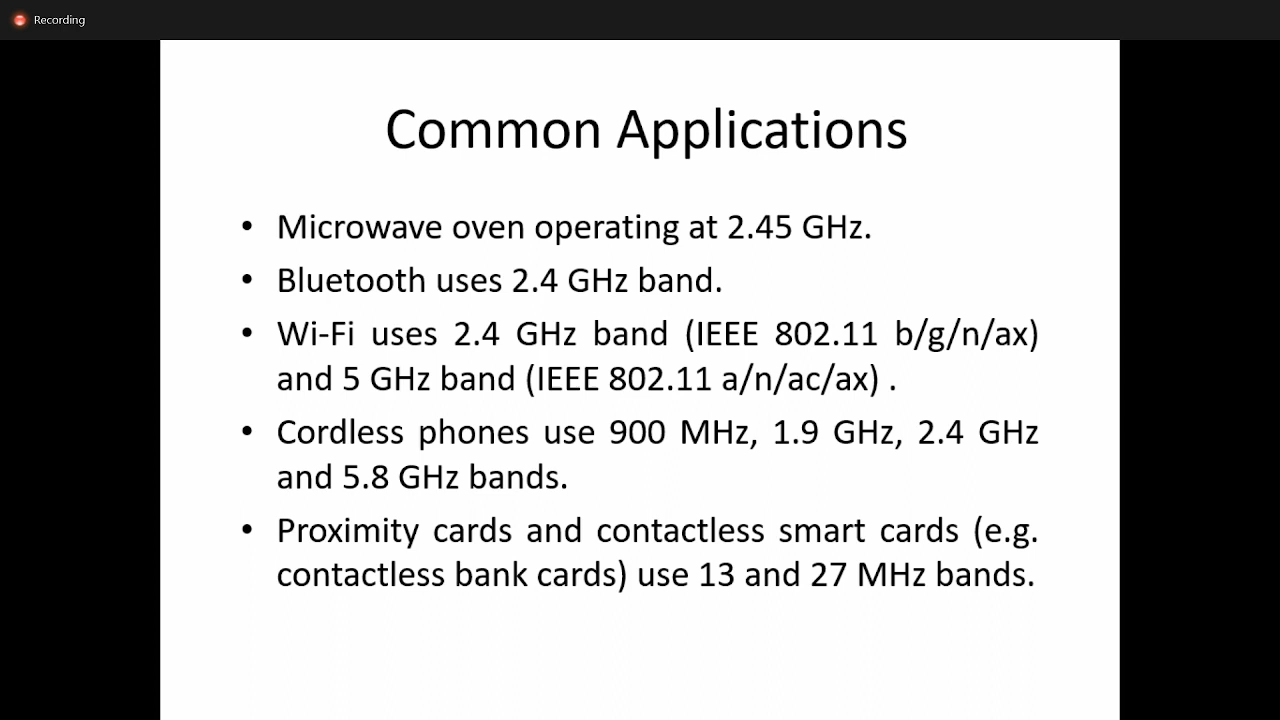 Recording
Common Applications
• Microwave oven operating at 2.45 GHz.
• Bluetooth uses 2.4 GHz band.
• Wi-Fi uses 2.4 GHz band (IEEE 802.11 b/g/n/ax)
and 5 GHz band (IEEE 802.11 a/n/ac/ax) .
• Cordless phones use 900 MHz, 1.9 GHz, 2.4 GHz
and 5.8 GHz bands.
• Proximity cards and contactless smart cards (e.g.
contactless bank cards) use 13 and 27 MHz bands.